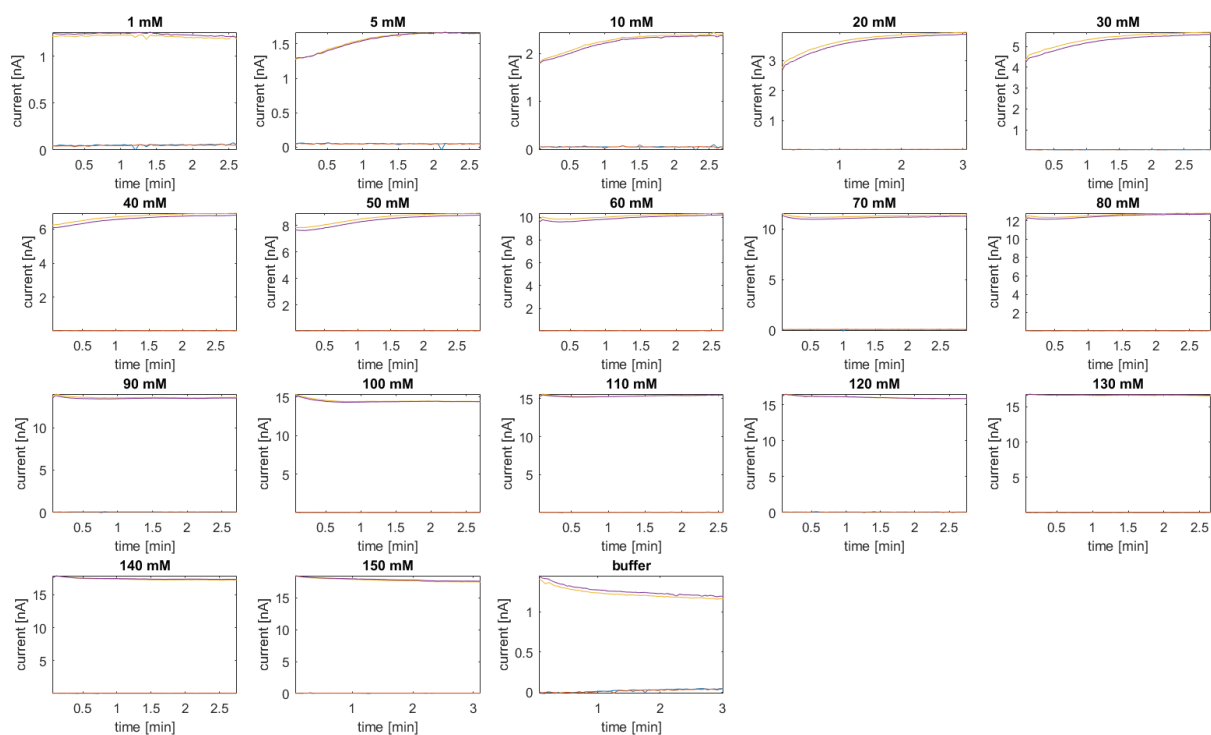 1 mM
current [nA]
1
0.5
0
0.5 1 1.5 2 2.5
time [min]
5 mM
current [nA]
1.5
1
0.5
0
0.5 1 1.5 2 2.5
time [min]
10 mM
current [nA]
2
1
0
0.5 1 1.5 2 2.5
time [min]
20 mM
current [nA]
3
2
1
1 2 3
time [min]
30 mM
current [nA]
5
4
3
2
1
0.5 1 1.5 2 2.5
time [min]
40 mM
current [nA]
6
4
2
0.5 1 1.5 2 2.5
time [min]
50 mM
current [nA]
8
6
4
2
0.5 1 1.5 2 2.5
time [min]
60 mM
current [nA]
10
8
6
4
2
0.5 1 1.5 2 2.5
time [min]
70 mM
current [nA]
10
5
0
0.5 1 1.5 2 2.5
time [min]
80 mM
current [nA]
12
10
8
6
4
2
0.5 1 1.5 2 2.5
time [min]
90 mM
current [nA]
10
5
0
0.5 1 1.5 2 2.5
time [min]
100 mM
current [nA]
15
10
5
0.5 1 1.5 2 2.5
time [min]
110 mM
current [nA]
15
10
5
0.5 1 1.5 2 2.5
time [min]
120 mM
current [nA]
15
10
5
0
0.5 1 1.5 2 2.5
time [min]
130 mM
current [nA]
15
10
5
0.5 1 1.5 2 2.5
time [min]
140 mM
current [nA]
15
10
5
0.5 1 1.5 2 2.5
time [min]
150 mM
current [nA]
15
10
5
0
1 2 3
time [min]
buffer
current [nA]
1
0.5
0
1 2 3
time [min]